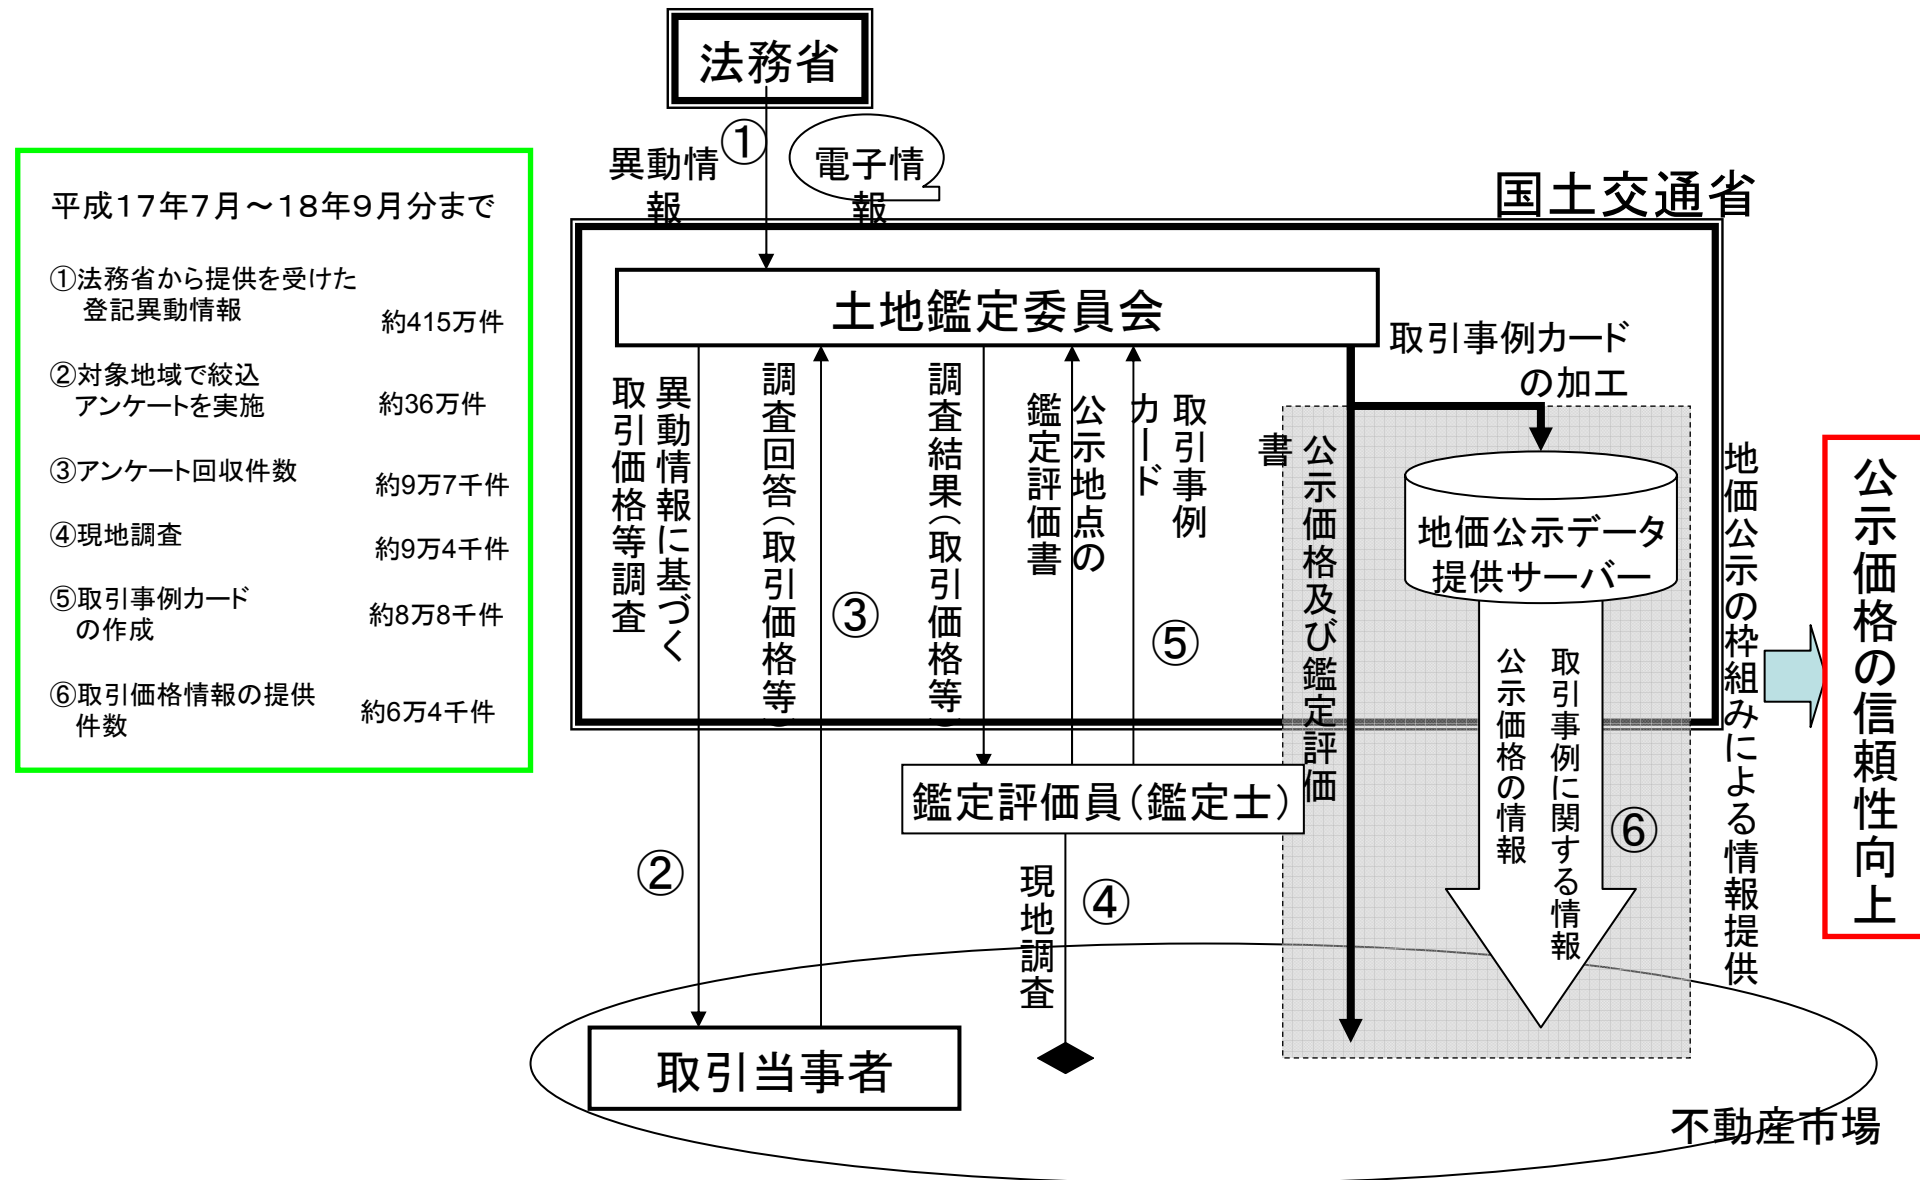 法務省
①
異動情
報
電子情
報
国土交通省
平成17年7月～18年9月分まで
①法務省から提供を受けた
登記異動情報
約415万件
②対象地域で絞込
アンケートを実施
約36万件
③アンケート回収件数
約9万7千件
④現地調査
約9万4千件
⑤取引事例カード
の作成
約8万8千件
⑥取引価格情報の提供
件数
約6万4千件
土地鑑定委員会
取引事例カード
の加工
異動情報に基づく
取引価格等調査
②
調査回答（取引価格等）
③
調査結果（取引価格等）
公示地点の
鑑定評価書
取引事例
カード
⑤
公示価格及び鑑定評価
書
地価公示データ
提供サーバー
取引事例に関する情報
公示価格の情報
⑥
地価公示の枠組みによる情報提供
公示価格の信頼性向上
鑑定評価員（鑑定士）
現地調査
④
取引当事者
不動産市場